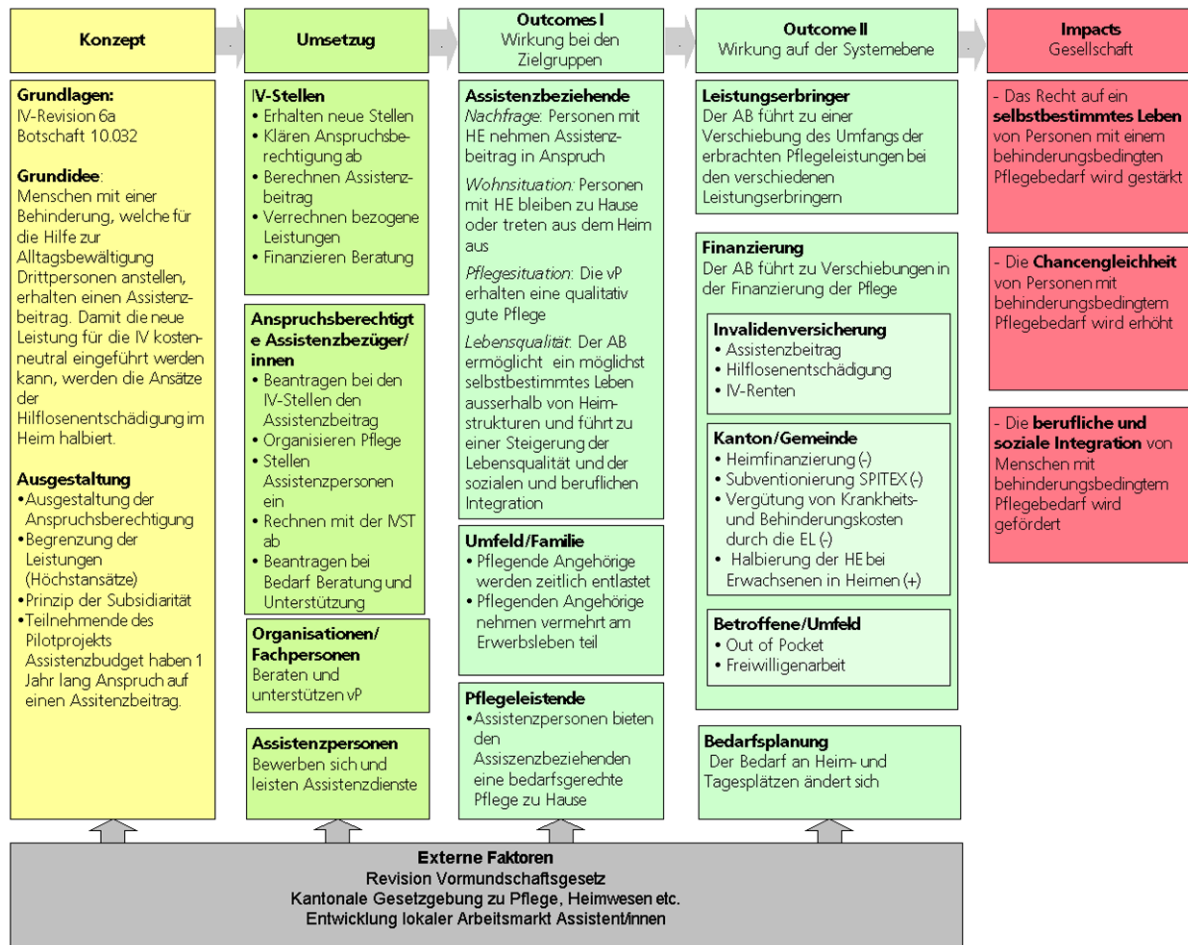 Konzept
Umsetzug
Outcomes I
Wirkung bei den
Zielgruppen
Outcome II
Wirkung auf der Systemebene
Impacts
Gesellschaft
Grundlagen:
IV-Revision 6a
Botschaft 10.032
Grundidee:
Menschen mit einer
Behinderung, welche für
die Hilfe zur
Alltagsbewältigung
Drittpersonen anstellen,
erhalten einen Assistenz-
beitrag. Damit die neue
Leistung für die IV kosten-
neutral eingeführt werden
kann, werden die Ansätze
der
Hilflosenentschädigung im
Heim halbiert.
Ausgestaltung
•Ausgestaltung der
Anspruchsberechtigung
•Begrenzung der
Leistungen
(Höchstansätze)
•Prinzip der Subsidiarität
•Teilnehmende des
Pilotprojekts
Assistenzbudget haben 1
Jahr lang Anspruch auf
einen Assitenzbeitrag.
IV-Stellen
• Erhalten neue Stellen
• Klären Anspruchsbe-
rechtigung ab
• Berechnen Assistenz-
beitrag
• Verrechnen bezogene
Leistungen
• Finanzieren Beratung
Anspruchsberechtigt
e Assistenzbezüger/
innen
• Beantragen bei den
IV-Stellen den
Assistenzbeitrag
• Organisieren Pflege
• Stellen
Assistenzpersonen
ein
• Rechnen mit der IVST
ab
• Beantragen bei
Bedarf Beratung und
Unterstützung
Organisationen/
Fachpersonen
Beraten und
unterstützen vP
Assistenzpersonen
Bewerben sich und
leisten Assistenzdienste
Assistenzbeziehende
Nachfrage: Personen mit
HE nehmen Assistenz-
beitrag in Anspruch
Wohnsituation: Personen
mit HE bleiben zu Hause
oder treten aus dem Heim
aus
Pflegesituation: Die vP
erhalten eine qualitativ
gute Pflege
Lebensqualität: Der AB
ermöglicht ein möglichst
selbstbestimmtes Leben
ausserhalb von Heim-
strukturen und führt zu
einer Steigerung der
Lebensqualität und der
sozialen und beruflichen
Integration
Umfeld/Familie
• Pflegende Angehörige
werden zeitlich entlastet
• Pflegenden Angehörige
nehmen vermehrt am
Erwerbsleben teil
Pflegeleistende
•Assistenzpersonen bieten
den
Assiszenbeziehenden
eine bedarfsgerechte
Pflege zu Hause
Leistungserbringer
Der AB führt zu einer
Verschiebung des Umfangs der
erbrachten Pflegeleistungen bei
den verschiedenen
Leistungserbringern
Finanzierung
Der AB führt zu Verschiebungen in
der Finanzierung der Pflege
Invalidenversicherung
• Assistenzbeitrag
• Hilflosenentschädigung
• IV-Renten
Kanton/Gemeinde
• Heimfinanzierung (-)
• Subventionierung SPITEX (-)
• Vergütung von Krankheits-
und Behinderungskosten
durch die EL (-)
• Halbierung der HE bei
Erwachsenen in Heimen (+)
Betroffene/Umfeld
• Out of Pocket
• Freiwilligenarbeit
Bedarfsplanung
Der Bedarf an Heim- und
Tagesplätzen ändert sich
- Das Recht auf ein
selbstbestimmtes Leben
von Personen mit einem
behinderungsbedingten
Pflegebedarf wird gestärkt
- Die Chancengleichheit
von Personen mit
behinderungsbedingtem
Pflegebedarf wird erhöht
- Die berufliche und
soziale Integration von
Menschen mit
behinderungsbedingtem
Pflegebedarf wird
gefördert
Externe Faktoren
Revision Vormundschaftsgesetz
Kantonale Gesetzgebung zu Pflege, Heimwesen etc.
Entwicklung lokaler Arbeitsmarkt Assistent/innen